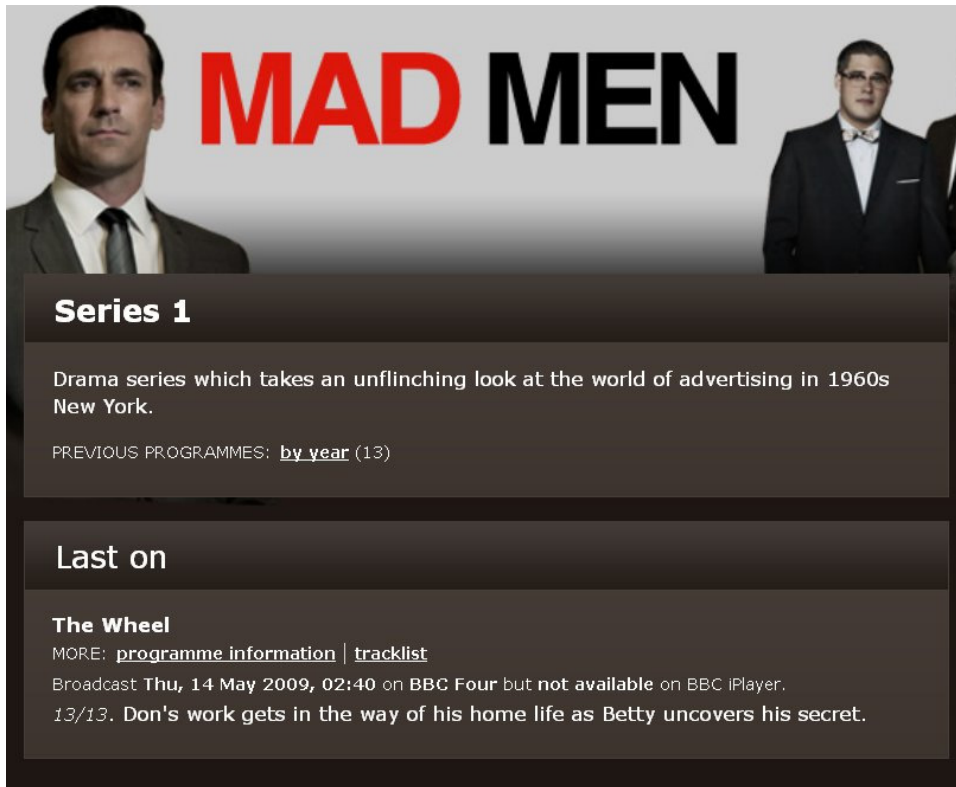 MAD MEN
Series 1
Drama series which takes an unflinching look at the world of advertising in 1960s
New York.
PREVIOUS PROGRAMMES: by year (13)
Last on
The Wheel
MORE: programme information | tracklist
Broadcast Thu, 14 May 2009, 02:40 on BBC Four but not available on BBC iPlayer.
13/13. Don's work gets in the way of his home life as Betty uncovers his secret.